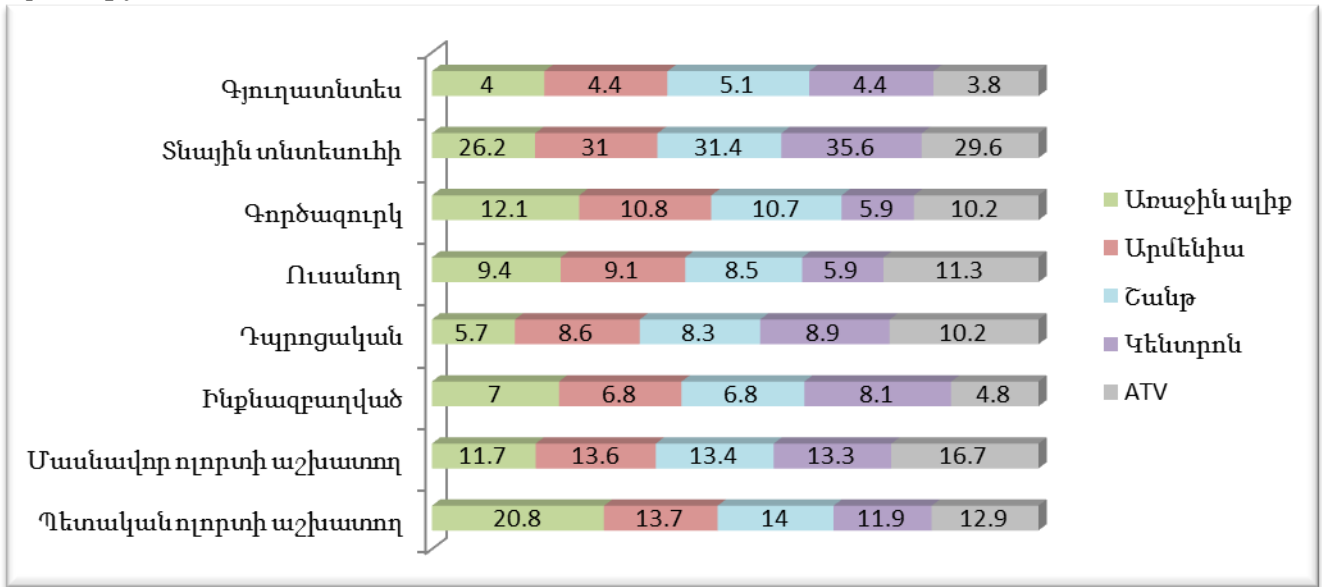 Գյուղատնտես
4 4.4 5.1 4.4 3.8
Տնային տնտեսուհի
26.2 31 31.4 35.6 29.6
Գործազուրկ
12.1 10.8 10.7 5.9 10.2
Ուսանող
9.4 9.1 8.5 5.9 11.3
Դպրոցական
5.7 8.6 8.3 8.9 10.2
Ինքնազբաղված
7 6.8 6.8 8.1 4.8
Մասնավոր ոլորտի աշխատող
11.7 13.6 13.4 13.3 16.7
Պետական ոլորտի աշխատող
20.8 13.7 14 11.9 12.9
Առաջին ալիք
Արմենիա
Շանթ
Կենտրոն
ATV